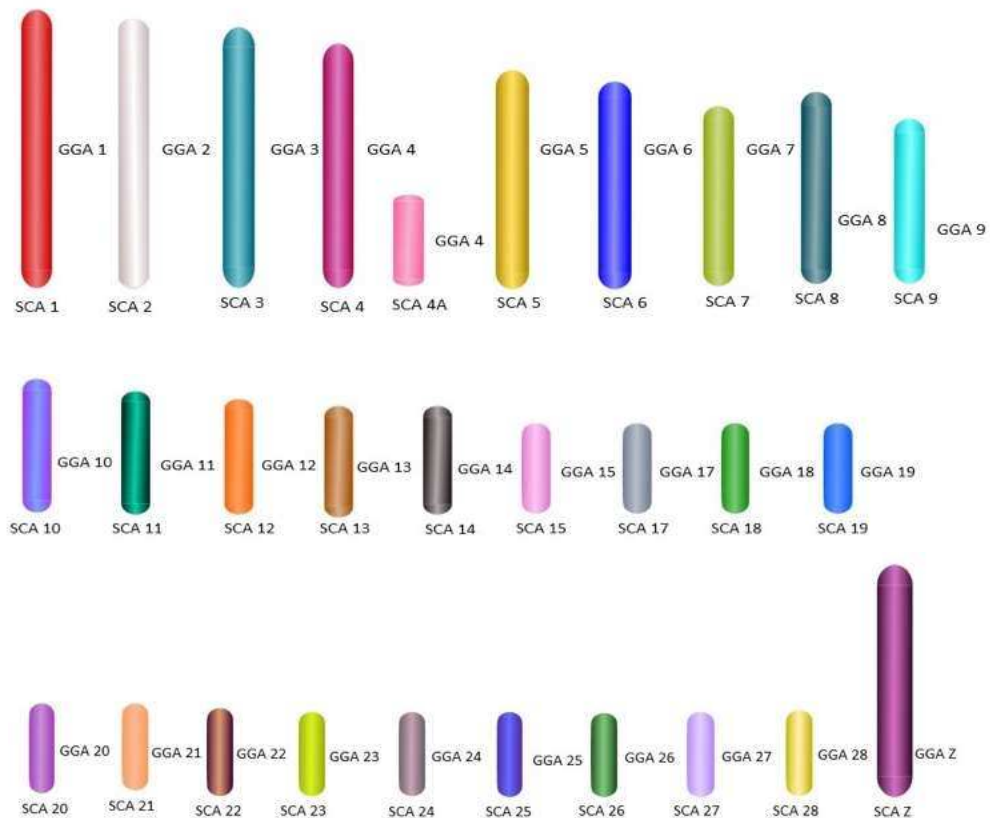 GGA 1 GGA 2 GGA 3 GGA 4 GGA 5 GGA 6 GGA 7
GGA 8 GGA 9
GGA 4
SCA 1 SCA 2 SCA 3 SCA 4 SCA 4A SCA 5 SCA 6 SCA 7 SCA 8 SCA 9
GGA 10 GGA 11 GGA 12 GGA 13 GGA 14 GGA 15 GGA 17 GGA 18 GGA 19
SCA 10 SCA 11 SCA 12 SCA 13 SCA 14 SCA 15 SCA 17 SCA 18 SCA 19
GGA 20 GGA 21 GGA 22 GGA 23 GGA 24 GGA 25 GGA 26 GGA 27 GGA 28 GGA Z
SCA 20 SCA 21 SCA 22 SCA 23 SCA 24 SCA 25 SCA 26 SCA 27 SCA 28 SCA Z